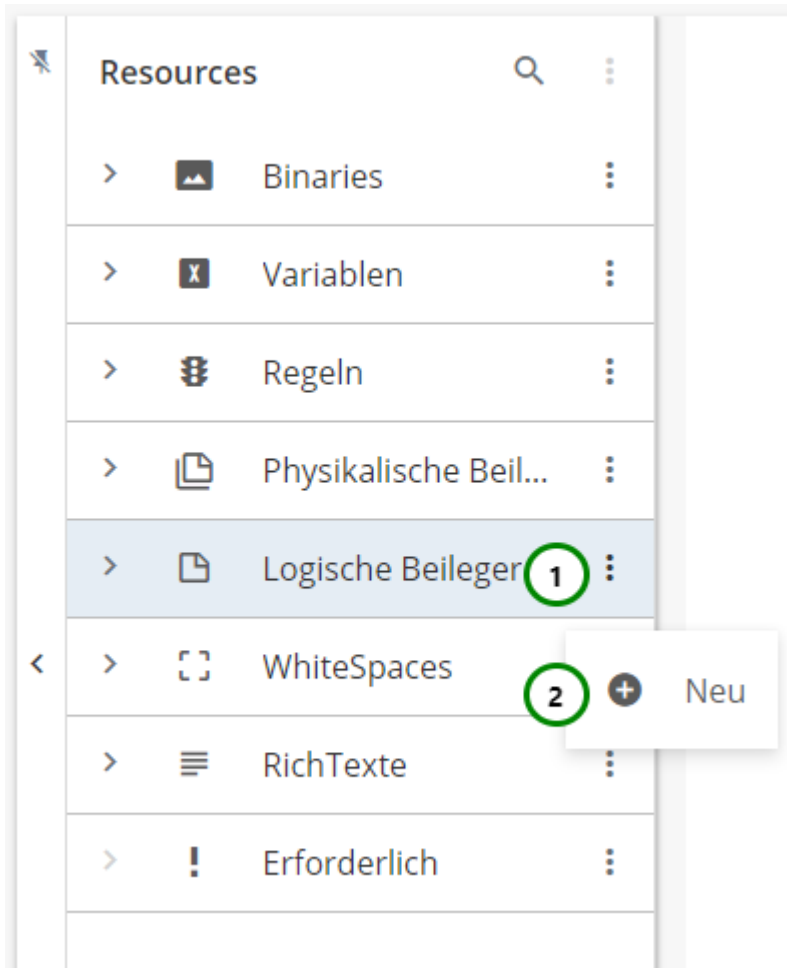 Resources
Binaries
X Variablen
Regeln
Physikalische Beil...
Logische Beileger 1
WhiteSpaces
2 Neu
RichTexte
! Erforderlich